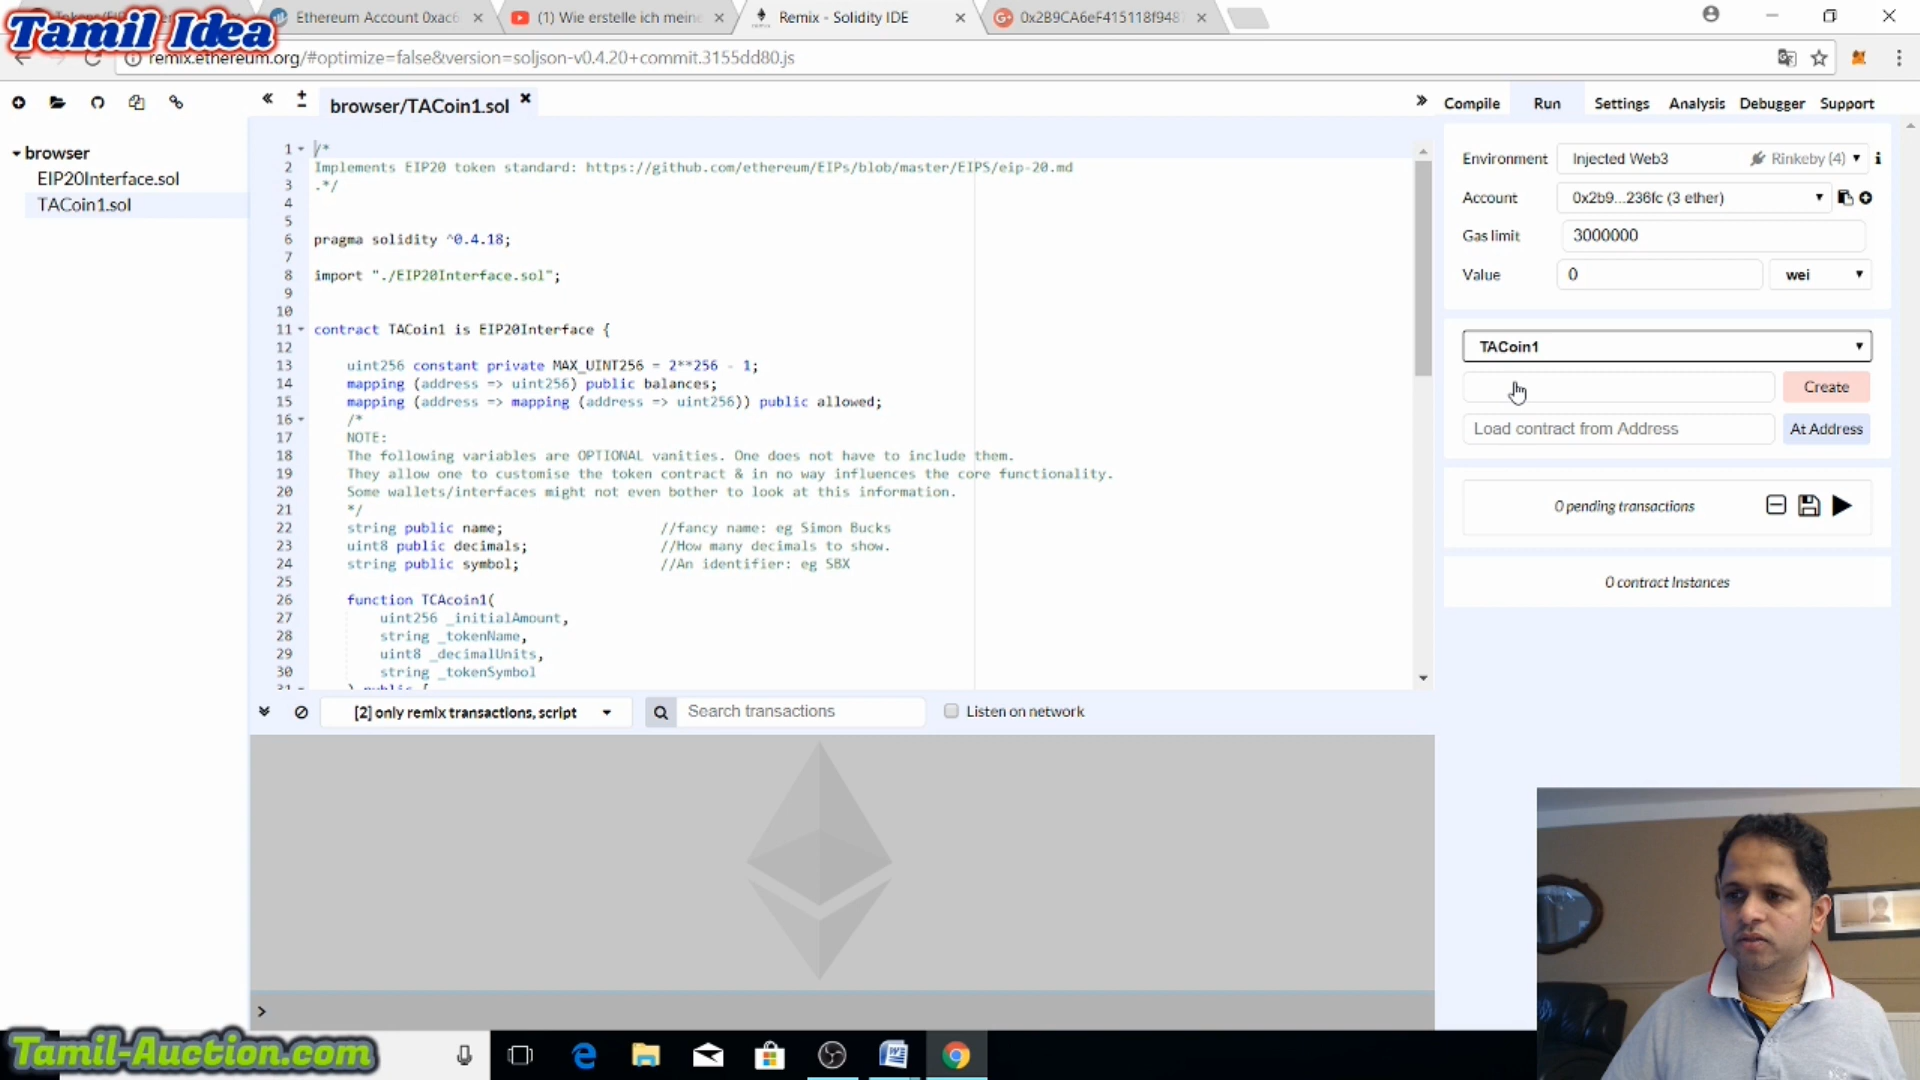 Tamil Idea
Ethereum Account 0xac6
(1) Wie erstelle ich meine
Remix - Solidity IDE
0x2B9CA6eF415118f948
remix.ethereum.org/#optimize=false&version=soljson-v0.4.20+commit.3155dd80.js
browser/TACoin1.sol
Compile
Run
Settings
Analysis
Debugger
Support
browser
EIP20Interface.sol
TACoin1.sol
1 /*
2 Implements EIP20 token standard: https://github.com/ethereum/EIPs/blob/master/EIPS/eip-20.md
3 .*/
4
5
6 pragma solidity ^0.4.18;
7
8 import "./EIP20Interface.sol";
9
10
11 contract TACoin1 is EIP20Interface {
12
13 uint256 constant private MAX_UINT256 = 2**256 - 1;
14 mapping (address => uint256) public balances;
15 mapping (address => mapping (address => uint256)) public allowed;
16 /*
17 NOTE:
18 The following variables are OPTIONAL vanities. One does not have to include them.
19 They allow one to customise the token contract & in no way influences the core functionality.
20 Some wallets/interfaces might not even bother to look at this information.
21 */
22 string public name; //fancy name: eg Simon Bucks
23 uint8 public decimals; //How many decimals to show.
24 string public symbol; //An identifier: eg SBX
25
26 function TCAcoin1(
27 uint256 _initialAmount,
28 string _tokenName,
29 uint8 _decimalUnits,
30 string _tokenSymbol
31 ) public {
Environment Injected Web3 Rinkeby (4)
Account 0x2b9...236fc (3 ether)
Gas limit 3000000
Value 0 wei
TACoin1
Create
Load contract from Address At Address
0 pending transactions
0 contract Instances
[2] only remix transactions, script
Search transactions
Listen on network
>
Tamil-Auction.com